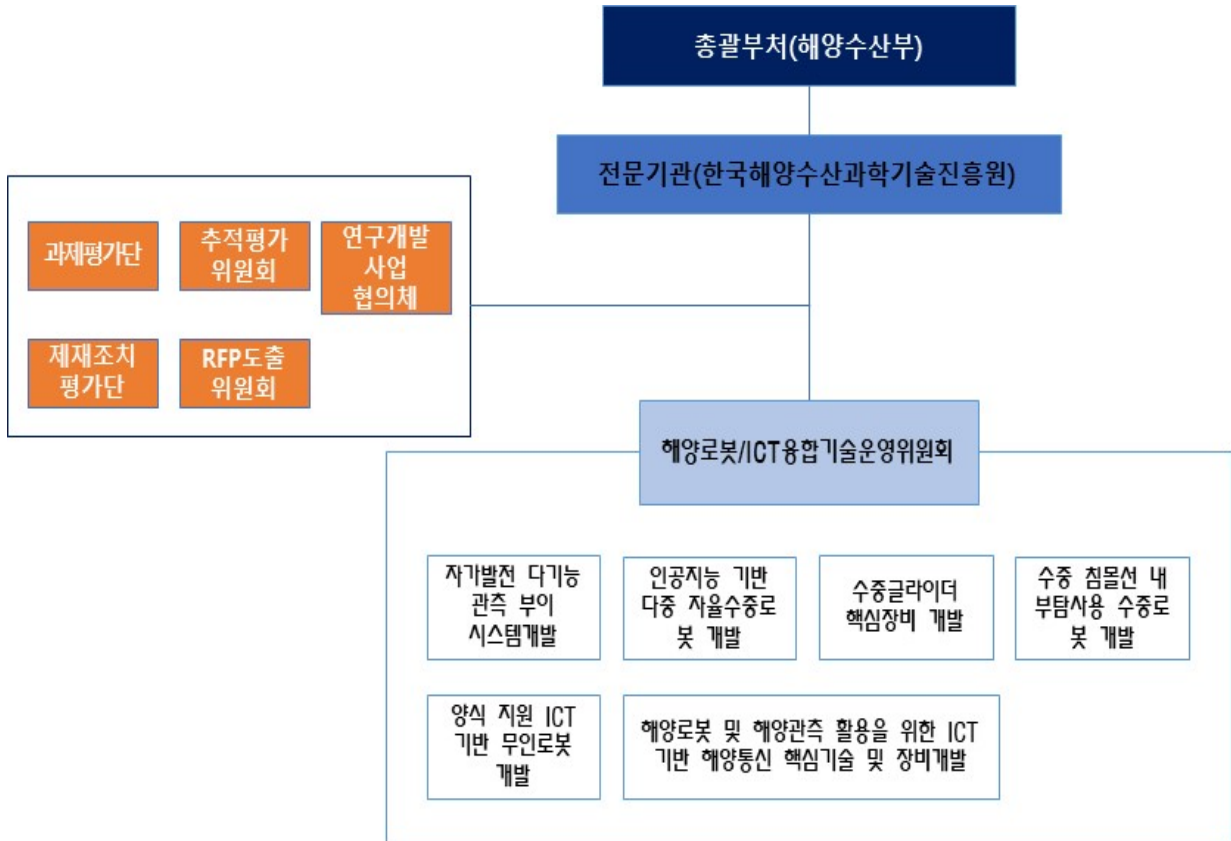 총괄부처(해양수산부)
전문기관(한국해양수산과학기술진흥원)
과제평가단
추적평가
위원회
연구개발
사업
협의체
제재조치
평가단
RFP도출
위원회
해양로봇/ICT융합기술운영위원회
자가발전 다기능
관측 부이
시스템개발
인공지능 기반
다중 자율수중로
봇 개발
수중글라이더
핵심장비 개발
수중 침몰선 내
부탐사용 수중로
봇 개발
양식 지원 ICT
기반 무인로봇
개발
해양로봇 및 해양관측 활용을 위한 ICT
기반 해양통신 핵심기술 및 장비개발